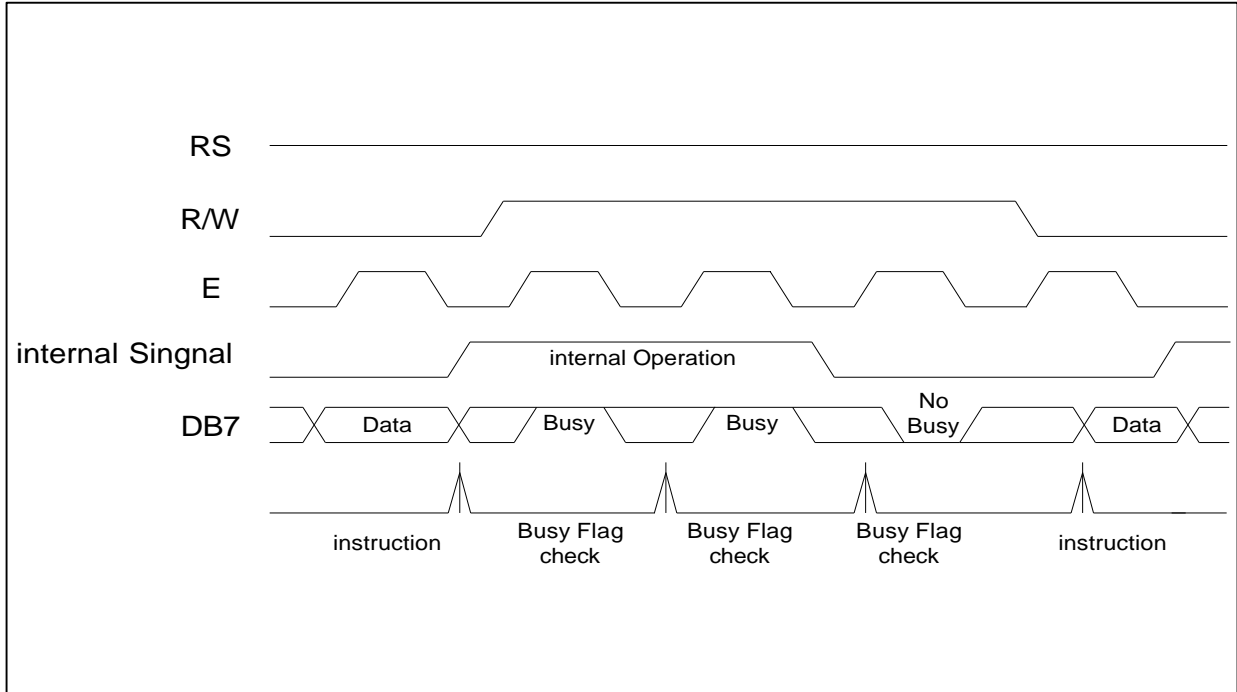 RS
R/W
E
internal Singnal
internal Operation
DB7
Data
Busy
Busy
No
Busy
Data
instruction
Busy Flag
check
Busy Flag
check
Busy Flag
check
instruction